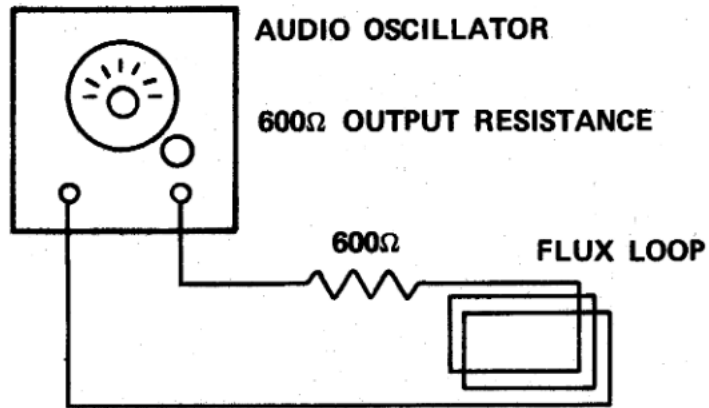 AUDIO OSCILLATOR
600Ω OUTPUT RESISTANCE
600Ω
FLUX LOOP